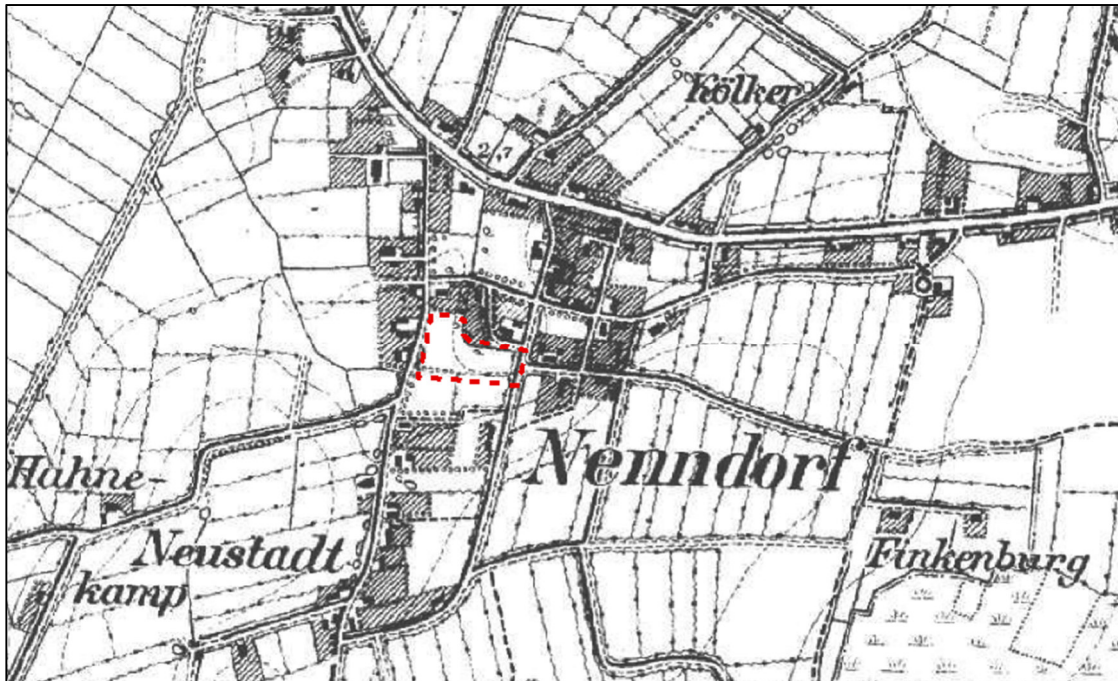 Kölker
2,7
Nenndorf
Hahne-
kamp
Neustadt
Finkenburg